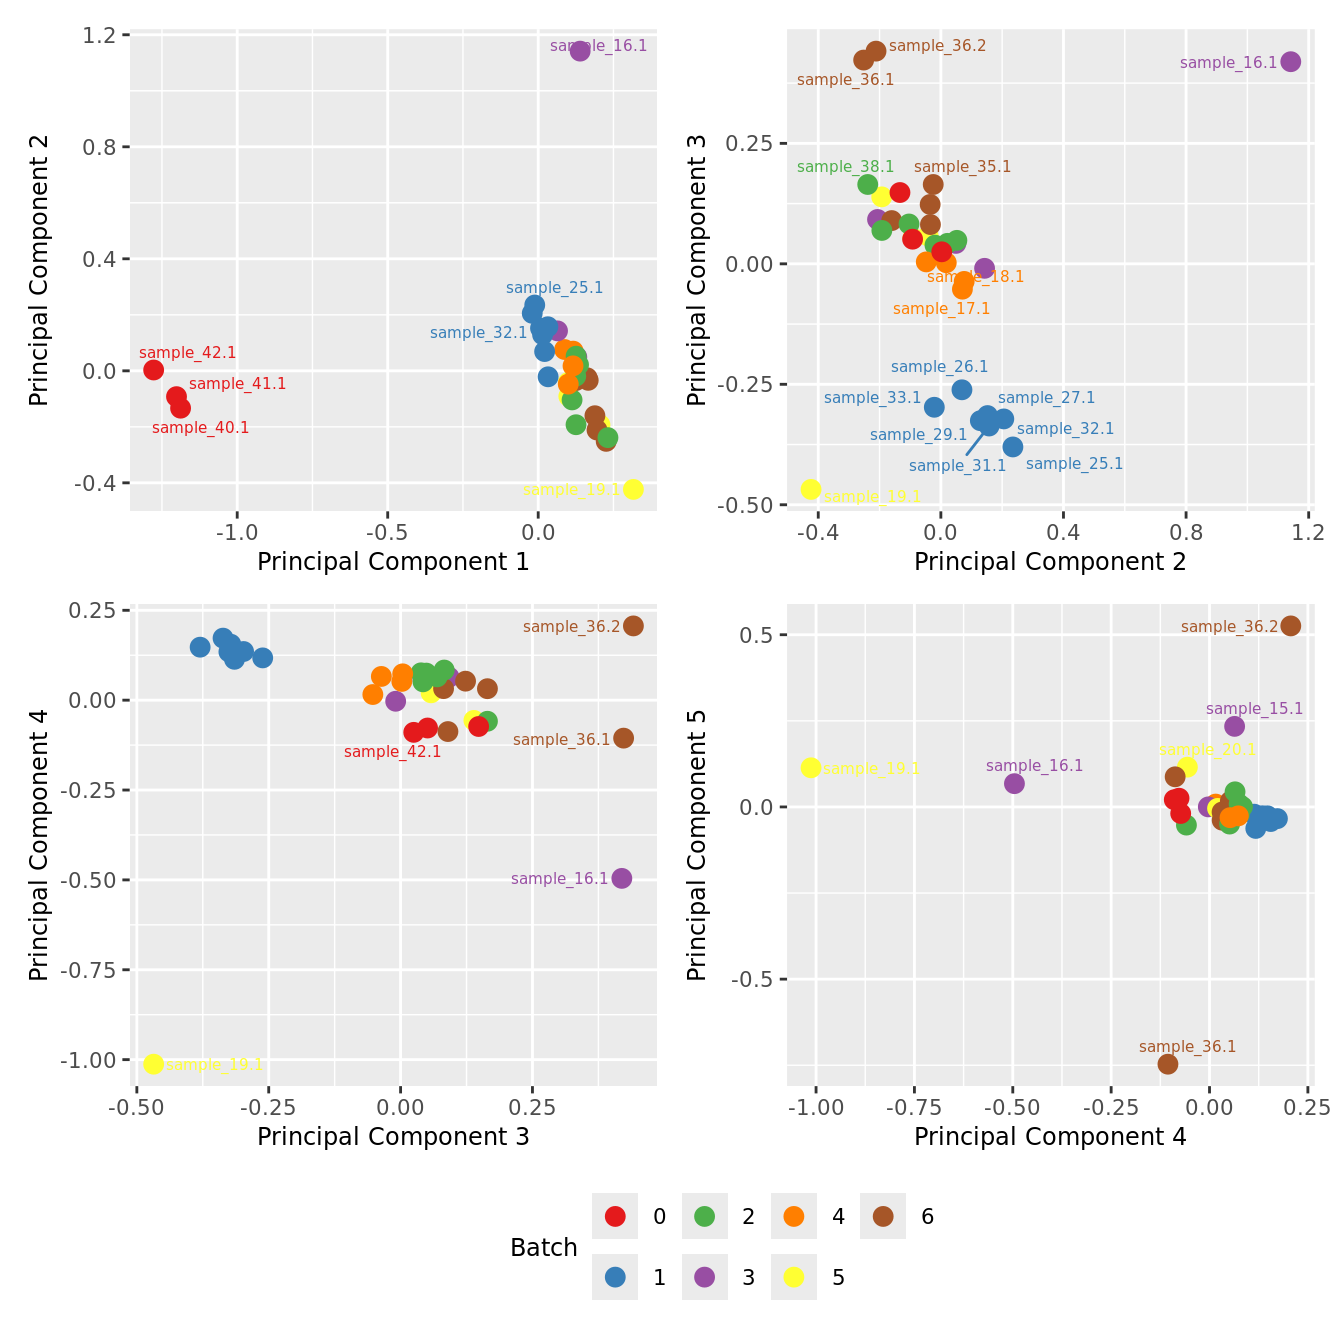 1.2
0.8
0.4
0.0
-0.4
Principal Component 2
sample_16.1
sample_25.1
sample_32.1
sample_42.1
sample_41.1
sample_40.1
sample_19.1
-1.0 -0.5 0.0
Principal Component 1
0.25
0.00
-0.25
-0.50
Principal Component 3
sample_36.2
sample_16.1
sample_36.1
sample_38.1 sample_35.1
sample_18.1
sample_17.1
sample_26.1
sample_33.1 sample_27.1
sample_29.1 sample_32.1
sample_31.1 sample_25.1
sample_19.1
-0.4 0.0 0.4 0.8 1.2
Principal Component 2
0.25
0.00
-0.25
-0.50
-0.75
-1.00
Principal Component 4
sample_36.2
sample_36.1
sample_42.1
sample_16.1
sample_19.1
-0.50 -0.25 0.00 0.25
Principal Component 3
0.5
0.0
-0.5
Principal Component 5
sample_36.2
sample_15.1
sample_20.1
sample_19.1 sample_16.1
sample_36.1
-1.00 -0.75 -0.50 -0.25 0.00 0.25
Principal Component 4
Batch
0 2 4 6
1 3 5